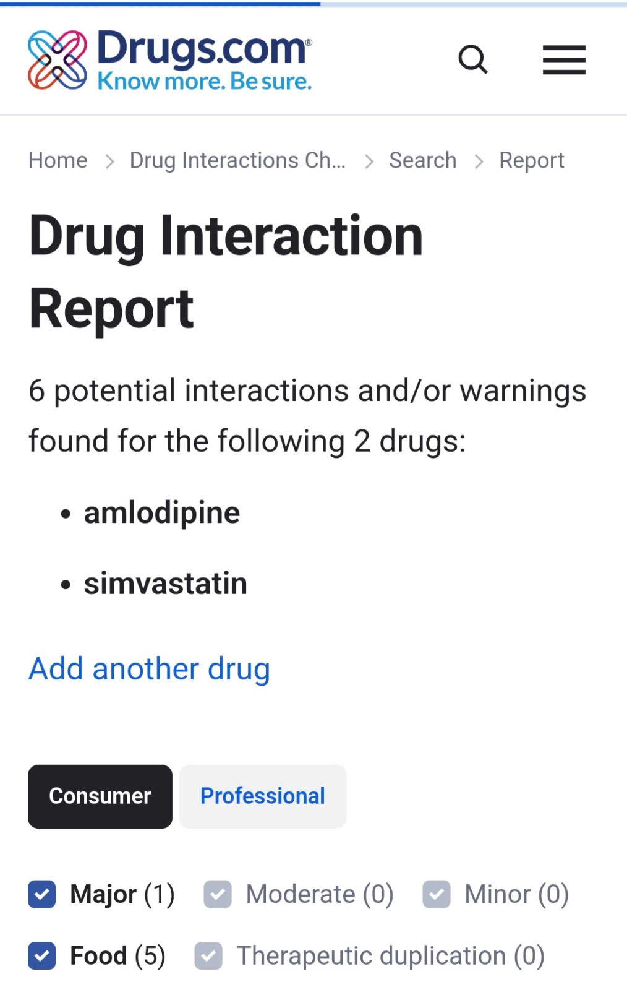 Drugs.com®
Know more. Be sure.
Home > Drug Interactions Ch... > Search > Report
Drug Interaction
Report
6 potential interactions and/or warnings
found for the following 2 drugs:
• amlodipine
• simvastatin
Add another drug
Consumer Professional
Major (1) Moderate (0) Minor (0)
Food (5) Therapeutic duplication (0)